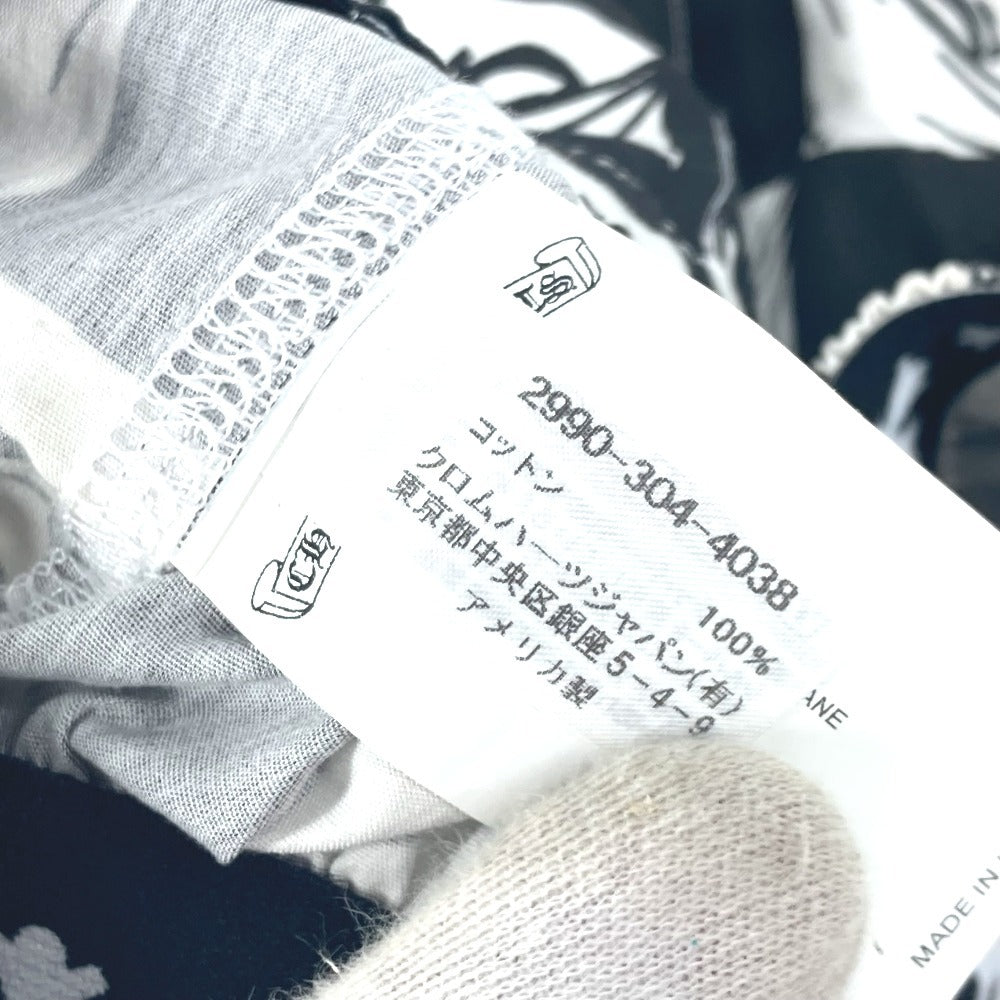 2990-304-4038
コットン 100%
クロムハーツジャパン(有)
東京都中央区銀座5-4-9
アメリカ製
CH
ANE
MADE IN